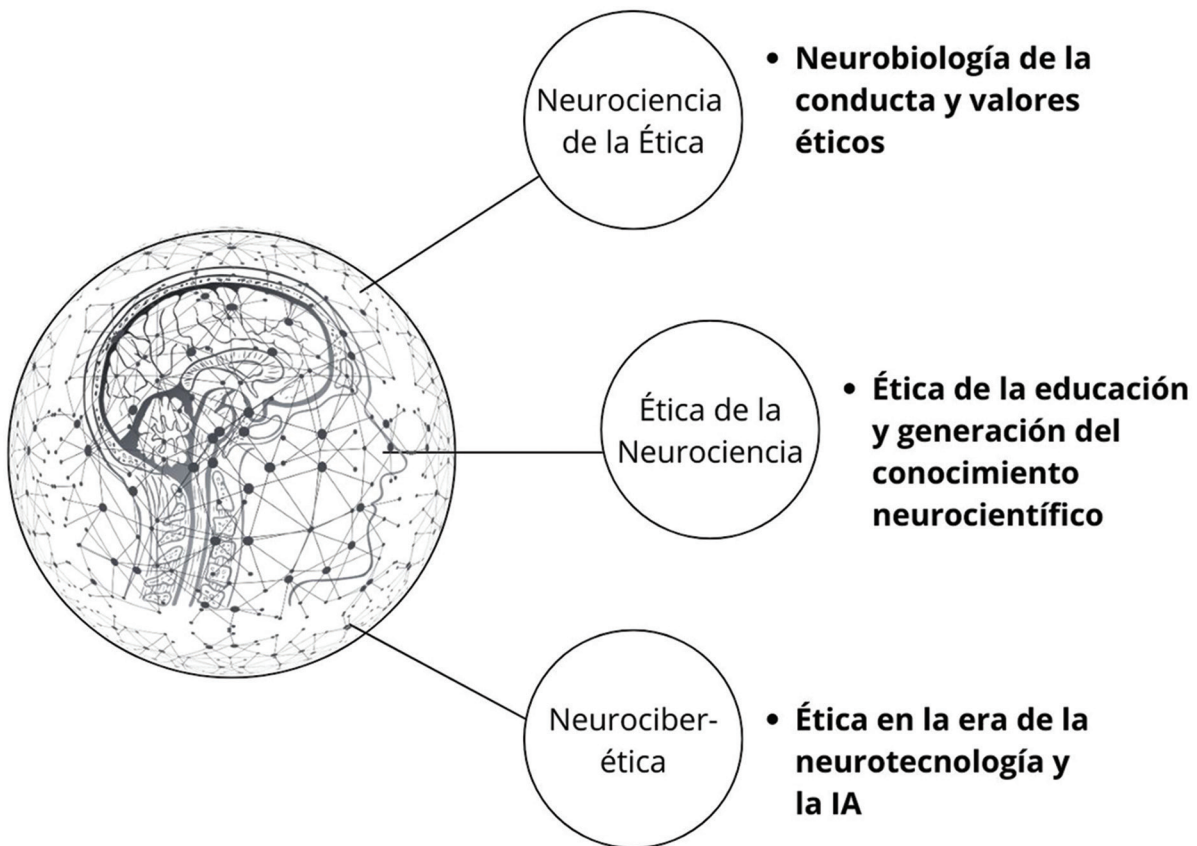 Neurociencia
de la Ética
• Neurobiología de la
conducta y valores
éticos
Ética de la
Neurociencia
• Ética de la educación
y generación del
conocimiento
neurocientífico
Neurociber-
ética
• Ética en la era de la
neurotecnología y
la IA